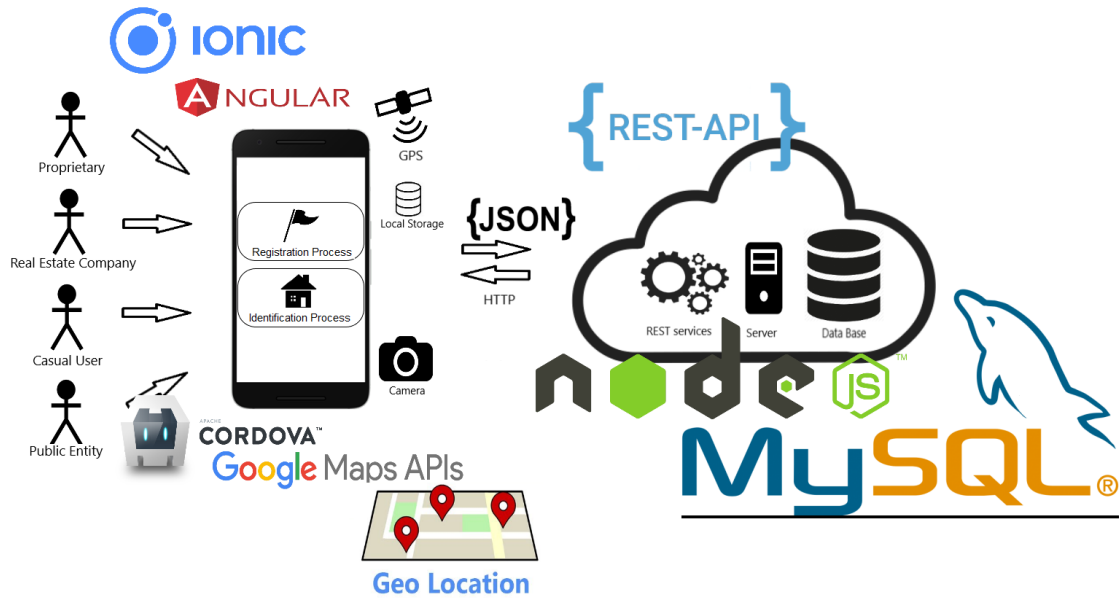 IONIC
ANGULAR
Proprietary
Real Estate Company
Casual User
Public Entity
Registration Process
Identification Process
GPS
Local Storage
Camera
APACHE
CORDOVA™
Google Maps APIs
Geo Location
{JSON}
HTTP
{ REST-API }
REST services
Server
Data Base
node
JS
™
MySQL®